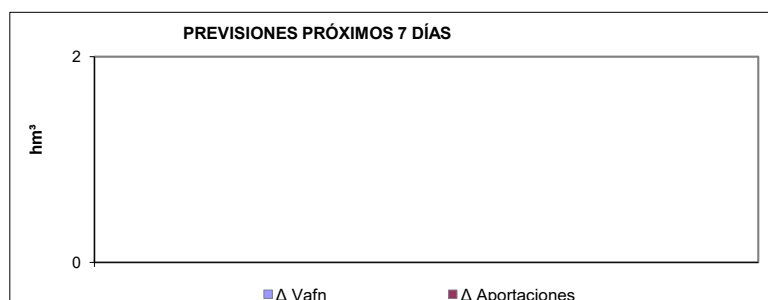 PREVISIONES PRÓXIMOS 7 DÍAS
2
hm³
0
Δ Vafn Δ Aportaciones